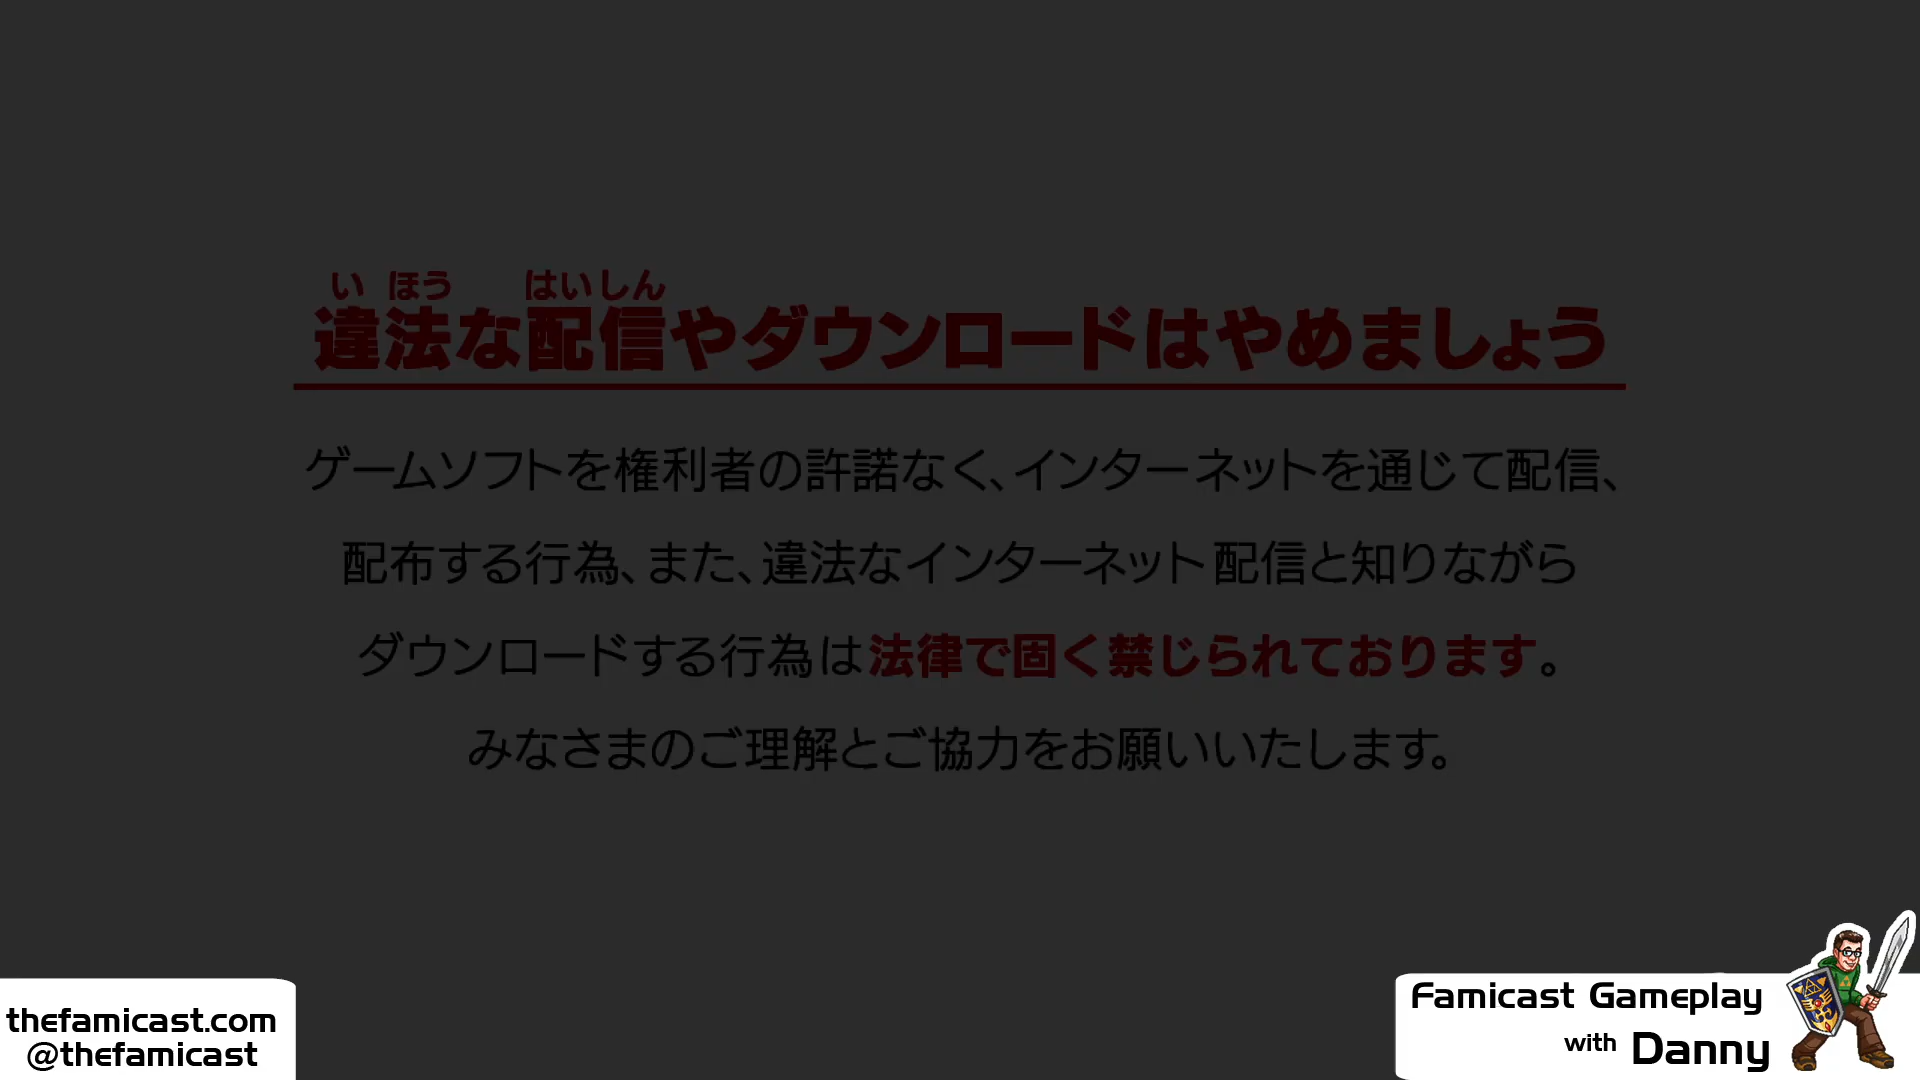 い ほう はいしん
違法な配信やダウンロードはやめましょう
ゲームソフトを権利者の許諾なく、インターネットを通じて配信、
配布する行為、また、違法なインターネット配信と知りながら
ダウンロードする行為は法律で固く禁じられております。
みなさまのご理解とご協力をお願いいたします。
thefamicast.com
@thefamicast
Famicast Gameplay
with Danny